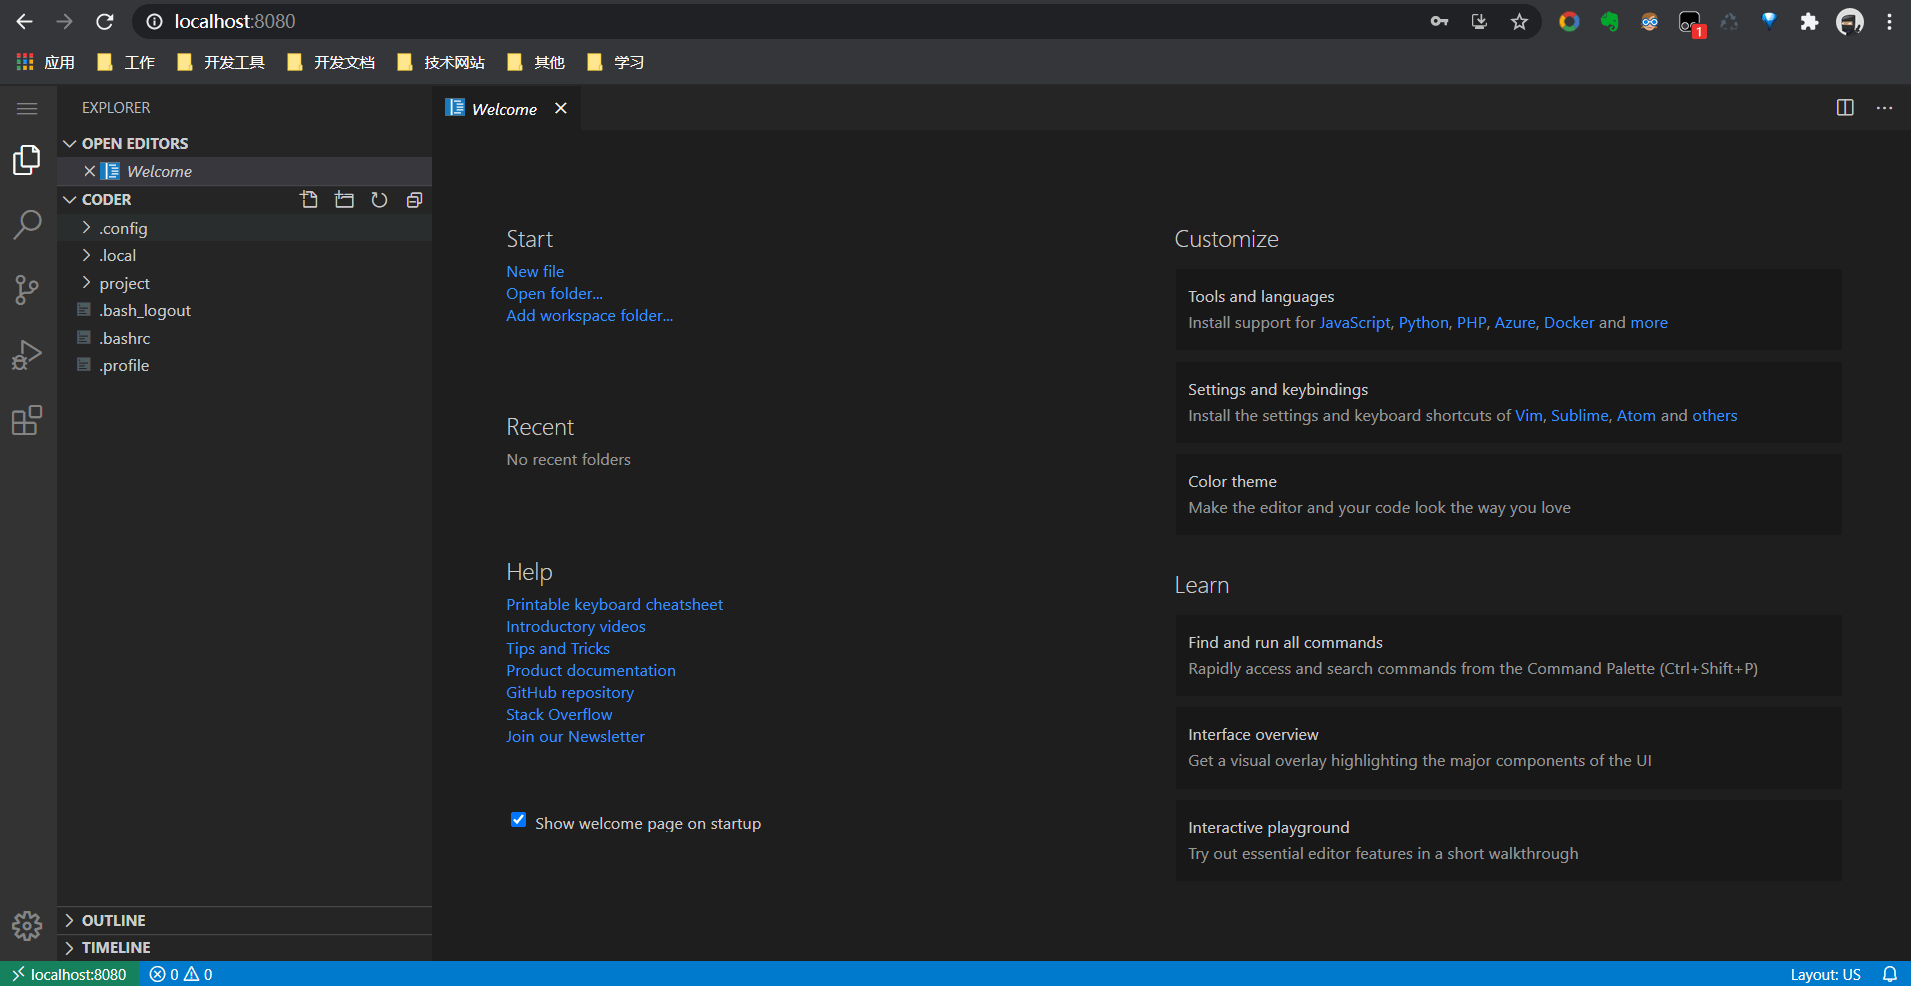 localhost:8080
1
应用 工作 开发工具 开发文档 技术网站 其他 学习
EXPLORER
OPEN EDITORS
Welcome
CODER
.config
.local
project
.bash_logout
.bashrc
.profile
OUTLINE
TIMELINE
Welcome
Start
New file
Open folder...
Add workspace folder...
Recent
No recent folders
Help
Printable keyboard cheatsheet
Introductory videos
Tips and Tricks
Product documentation
GitHub repository
Stack Overflow
Join our Newsletter
Show welcome page on startup
Customize
Tools and languages
Install support for JavaScript, Python, PHP, Azure, Docker and more
Settings and keybindings
Install the settings and keyboard shortcuts of Vim, Sublime, Atom and others
Color theme
Make the editor and your code look the way you love
Learn
Find and run all commands
Rapidly access and search commands from the Command Palette (Ctrl+Shift+P)
Interface overview
Get a visual overlay highlighting the major components of the UI
Interactive playground
Try out essential editor features in a short walkthrough
localhost:8080 0 0 Layout: US